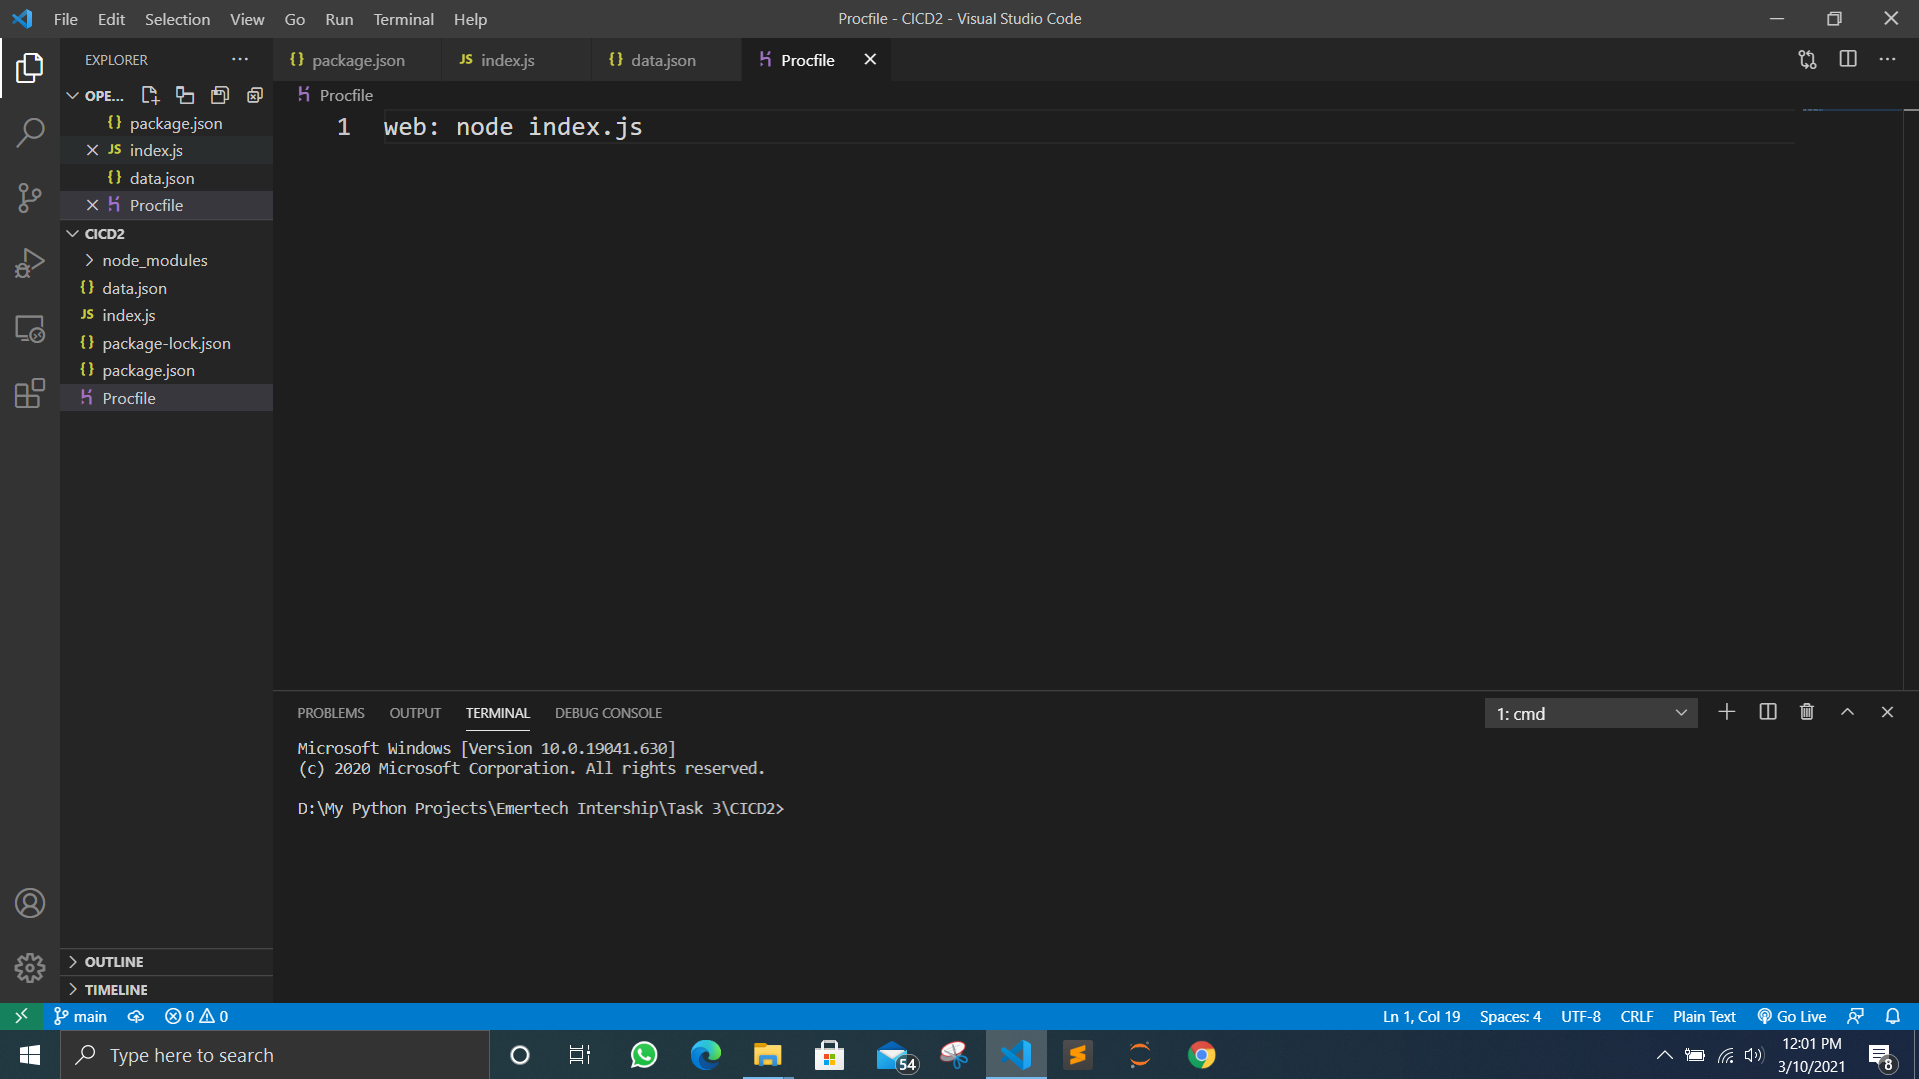 File Edit Selection View Go Run Terminal Help
Procfile - CICD2 - Visual Studio Code
EXPLORER
package.json
JS index.js
data.json
Procfile
OPE...
package.json
JS index.js
data.json
Procfile
CICD2
node_modules
data.json
JS index.js
package-lock.json
package.json
Procfile
OUTLINE
TIMELINE
Procfile
1 web: node index.js
PROBLEMS OUTPUT TERMINAL DEBUG CONSOLE
1: cmd
Microsoft Windows [Version 10.0.19041.630]
(c) 2020 Microsoft Corporation. All rights reserved.
D:\My Python Projects\Emertech Intership\Task 3\CICD2>
main 0 0
Ln 1, Col 19 Spaces: 4 UTF-8 CRLF Plain Text Go Live
Type here to search
54
12:01 PM
3/10/2021
8